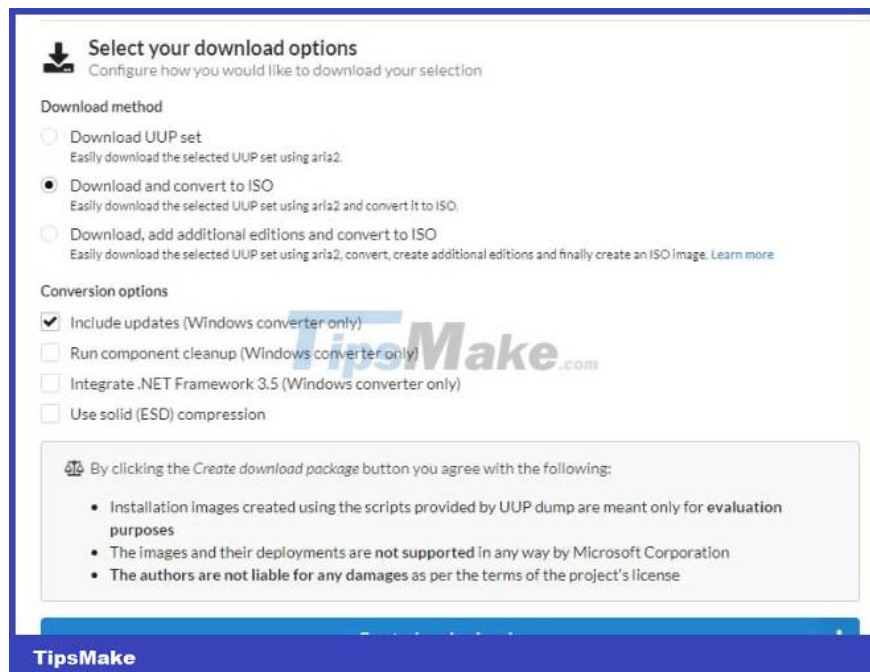 Select your download options
Configure how you would like to download your selection
Download method
Download UUP set
Easily download the selected UUP set using aria2.
Download and convert to ISO
Easily download the selected UUP set using aria2 and convert it to ISO.
Download, add additional editions and convert to ISO
Easily download the selected UUP set using aria2, convert, create additional editions and finally create an ISO image. Learn more
Conversion options
Include updates (Windows converter only)
Run component cleanup (Windows converter only)
TipsMake.com
Integrate .NET Framework 3.5 (Windows converter only)
Use solid (ESD) compression
By clicking the Create download package button you agree with the following:
• Installation images created using the scripts provided by UUP dump are meant only for evaluation
purposes
• The images and their deployments are not supported in any way by Microsoft Corporation
• The authors are not liable for any damages as per the terms of the project's license
TipsMake